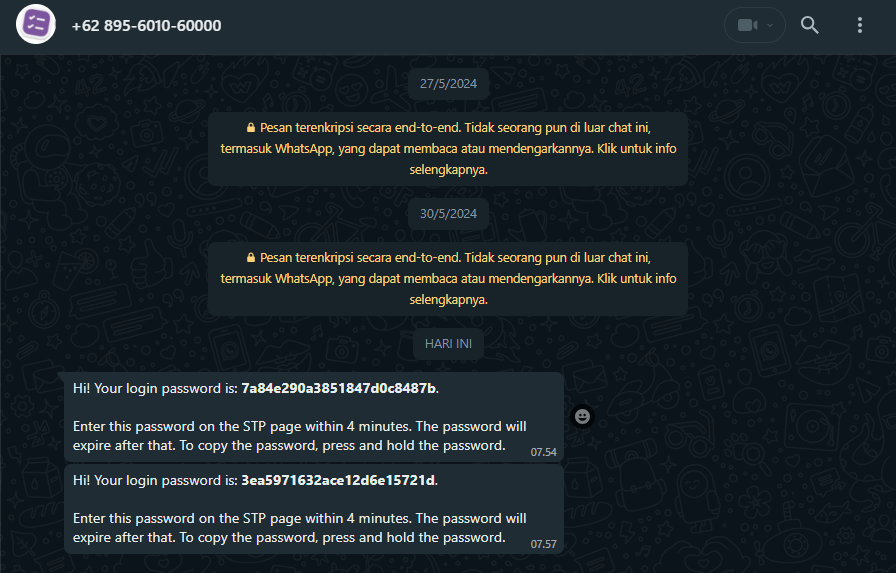 +62 895-6010-60000
27/5/2024
Pesan terenkripsi secara end-to-end. Tidak seorang pun di luar chat ini,
termasuk WhatsApp, yang dapat membaca atau mendengarkannya. Klik untuk info
selengkapnya.
30/5/2024
Pesan terenkripsi secara end-to-end. Tidak seorang pun di luar chat ini,
termasuk WhatsApp, yang dapat membaca atau mendengarkannya. Klik untuk info
selengkapnya.
HARI INI
Hi! Your login password is: 7a84e290a3851847d0c8487b.
Enter this password on the STP page within 4 minutes. The password will
expire after that. To copy the password, press and hold the password.
07.54
Hi! Your login password is: 3ea5971632ace12d6e15721d.
Enter this password on the STP page within 4 minutes. The password will
expire after that. To copy the password, press and hold the password.
07.57